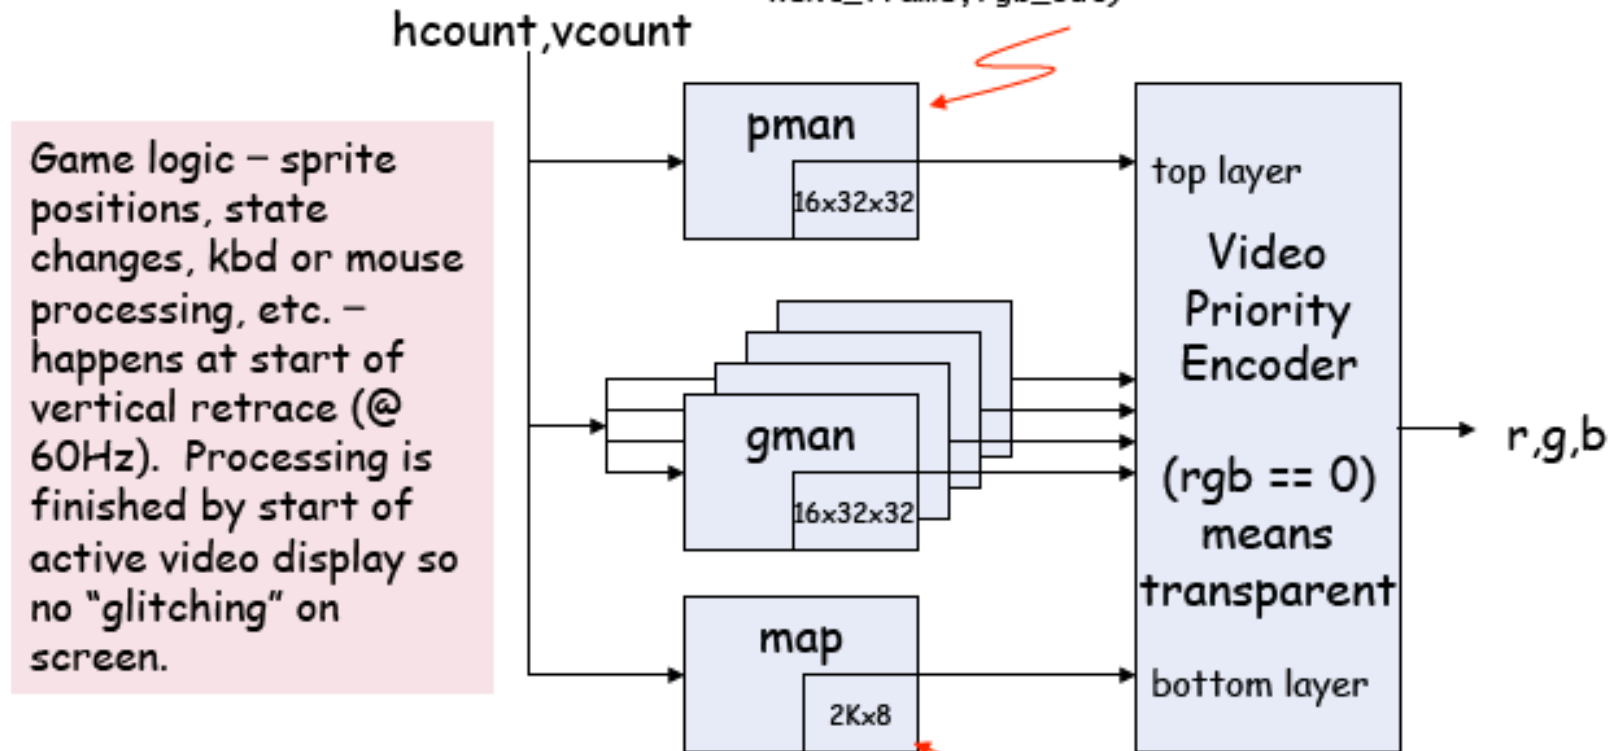 hcount,vcount
Game logic – sprite
positions, state
changes, kbd or mouse
processing, etc. –
happens at start of
vertical retrace (@
60Hz). Processing is
finished by start of
active video display so
no “glitching” on
screen.
pman
16x32x32
gman
16x32x32
map
2Kx8
top layer
Video
Priority
Encoder
(rgb == 0)
means
transparent
bottom layer
r,g,b